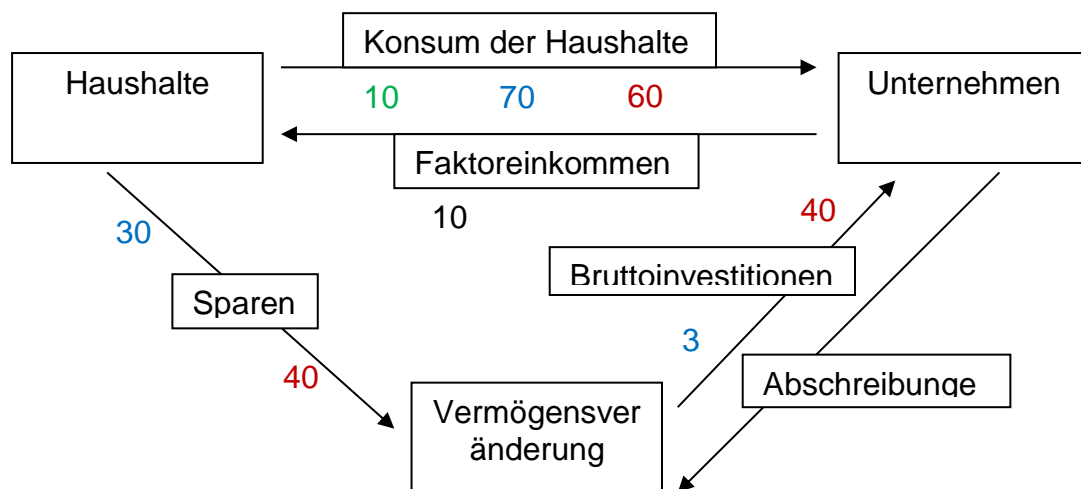 Konsum der Haushalte
Haushalte
Unternehmen
10 70 60
Faktoreinkommen
10
30
40
Bruttoinvestitionen
Sparen
3
40
Abschreibunge
Vermögensver
änderung